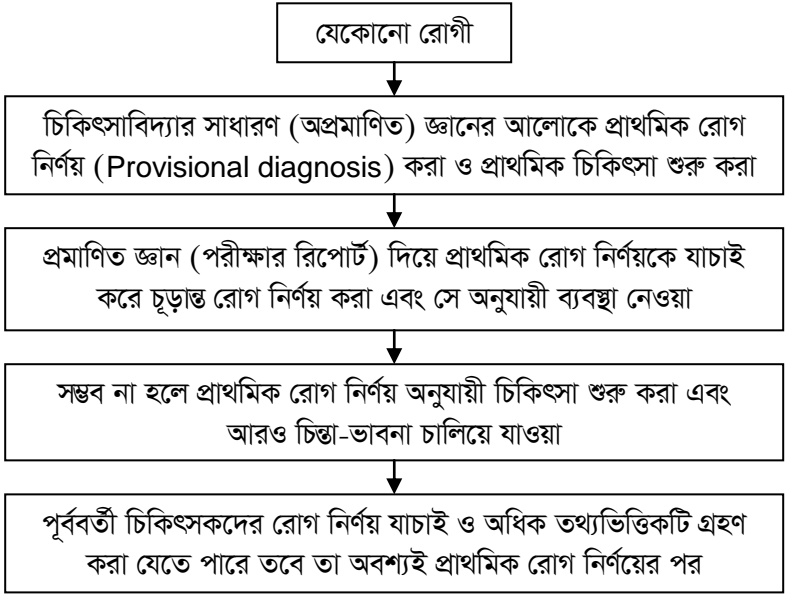 যেকোনো রোগী
চিকিৎসাবিদ্যার সাধারণ (অপ্রমাণিত) জ্ঞানের আলোকে প্রাথমিক রোগ
নির্ণয় (Provisional diagnosis) করা ও প্রাথমিক চিকিৎসা শুরু করা
প্রমাণিত জ্ঞান (পরীক্ষার রিপোর্ট) দিয়ে প্রাথমিক রোগ নির্ণয়কে যাচাই
করে চূড়ান্ত রোগ নির্ণয় করা এবং সে অনুযায়ী ব্যবস্থা নেওয়া
সম্ভব না হলে প্রাথমিক রোগ নির্ণয় অনুযায়ী চিকিৎসা শুরু করা এবং
আরও চিন্তা-ভাবনা চালিয়ে যাওয়া
পূর্ববর্তী চিকিৎসকদের রোগ নির্ণয় যাচাই ও অধিক তথ্যভিত্তিকটি গ্রহণ
করা যেতে পারে তবে তা অবশ্যই প্রাথমিক রোগ নির্ণয়ের পর